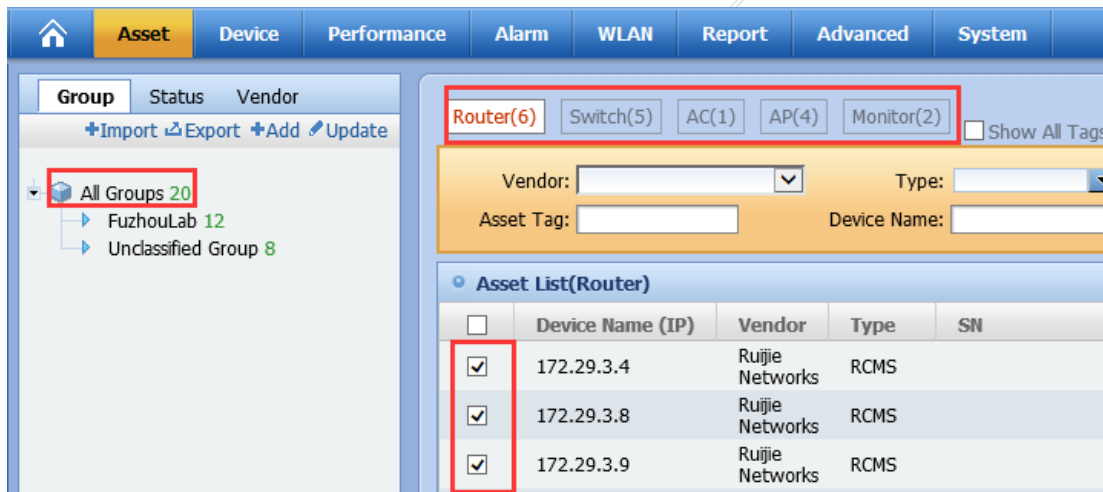 Asset Device Performance Alarm WLAN Report Advanced System
Group Status Vendor
+Import Export +Add Update
All Groups 20
FuzhouLab 12
Unclassified Group 8
Router(6) Switch(5) AC(1) AP(4) Monitor(2) Show All Tags
Vendor: Type:
Asset Tag: Device Name:
Asset List(Router)
Device Name (IP) Vendor Type SN
172.29.3.4 Ruijie Networks RCMS
172.29.3.8 Ruijie Networks RCMS
172.29.3.9 Ruijie Networks RCMS